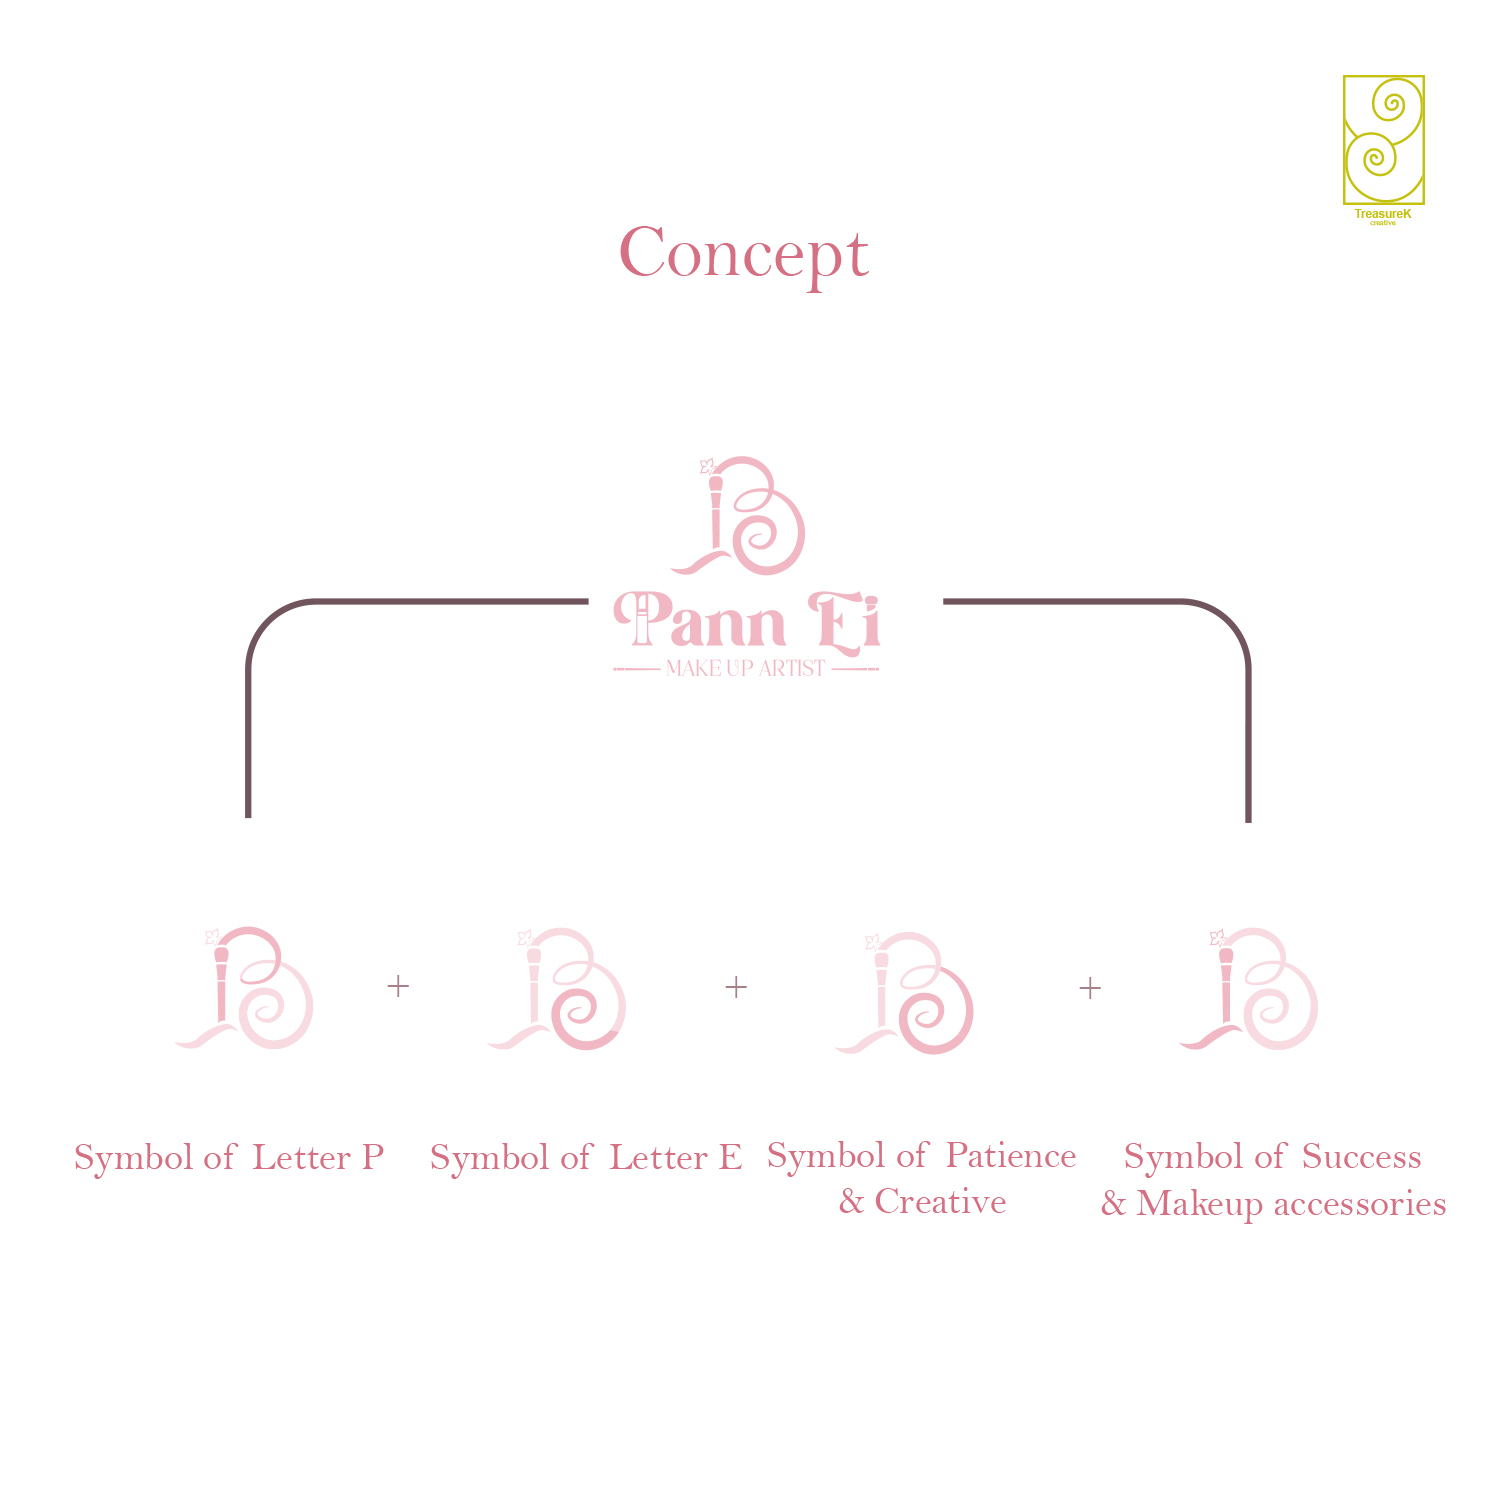 TreasureK
creative
Concept
Pann Ei
MAKE UP ARTIST
+ + +
Symbol of Letter P
Symbol of Letter E
Symbol of Patience
& Creative
Symbol of Success
& Makeup accessories